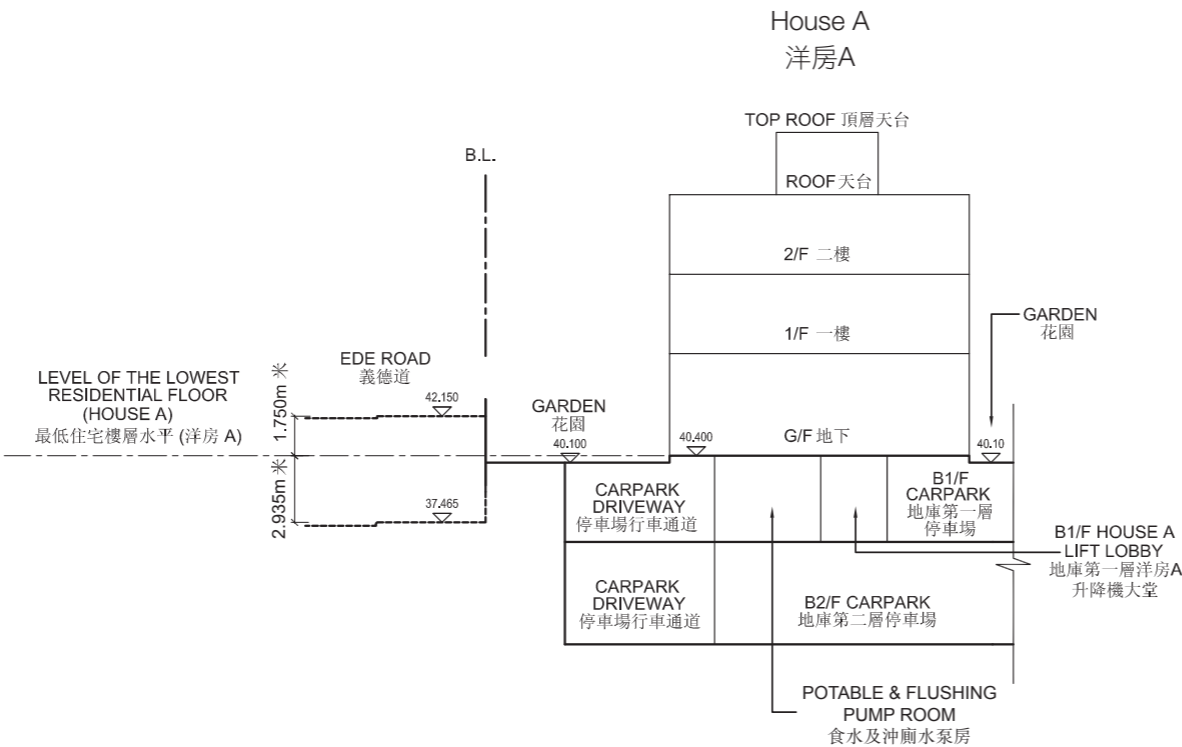 House A
洋房A
TOP ROOF 頂層天台
B.L.
ROOF 天台
2/F 二樓
GARDEN
花園
1/F 一樓
EDE ROAD
義德道
LEVEL OF THE LOWEST
RESIDENTIAL FLOOR
(HOUSE A)
最低住宅樓層水平 (洋房 A)
1.750m 米
42.150
GARDEN
花園
40.100
40.400
G/F 地下
40.10
2.935m 米
37.465
CARPARK
DRIVEWAY
停車場行車通道
B1/F
CARPARK
地庫第一層
停車場
B1/F HOUSE A
LIFT LOBBY
地庫第一層洋房A
升降機大堂
CARPARK
DRIVEWAY
停車場行車通道
B2/F CARPARK
地庫第二層停車場
POTABLE & FLUSHING
PUMP ROOM
食水及沖廁水泵房